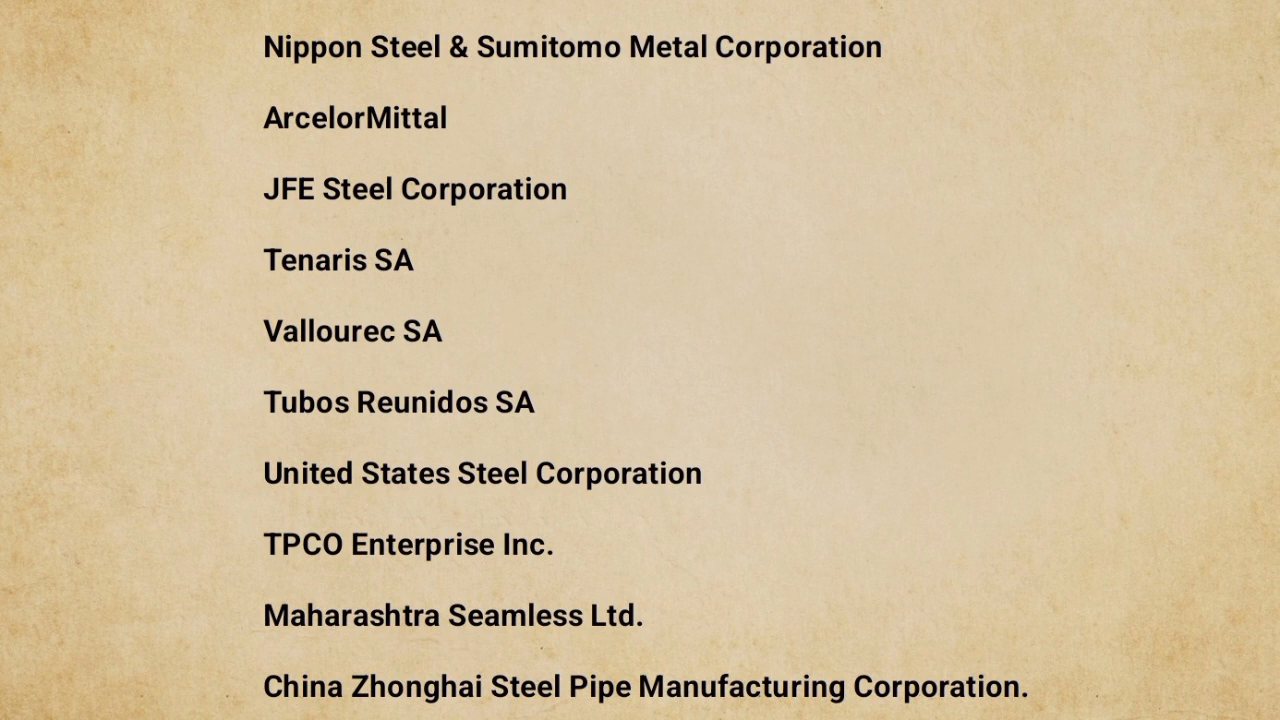 Nippon Steel & Sumitomo Metal Corporation
ArcelorMittal
JFE Steel Corporation
Tenaris SA
Vallourec SA
Tubos Reunidos SA
United States Steel Corporation
TPCO Enterprise Inc.
Maharashtra Seamless Ltd.
China Zhonghai Steel Pipe Manufacturing Corporation.